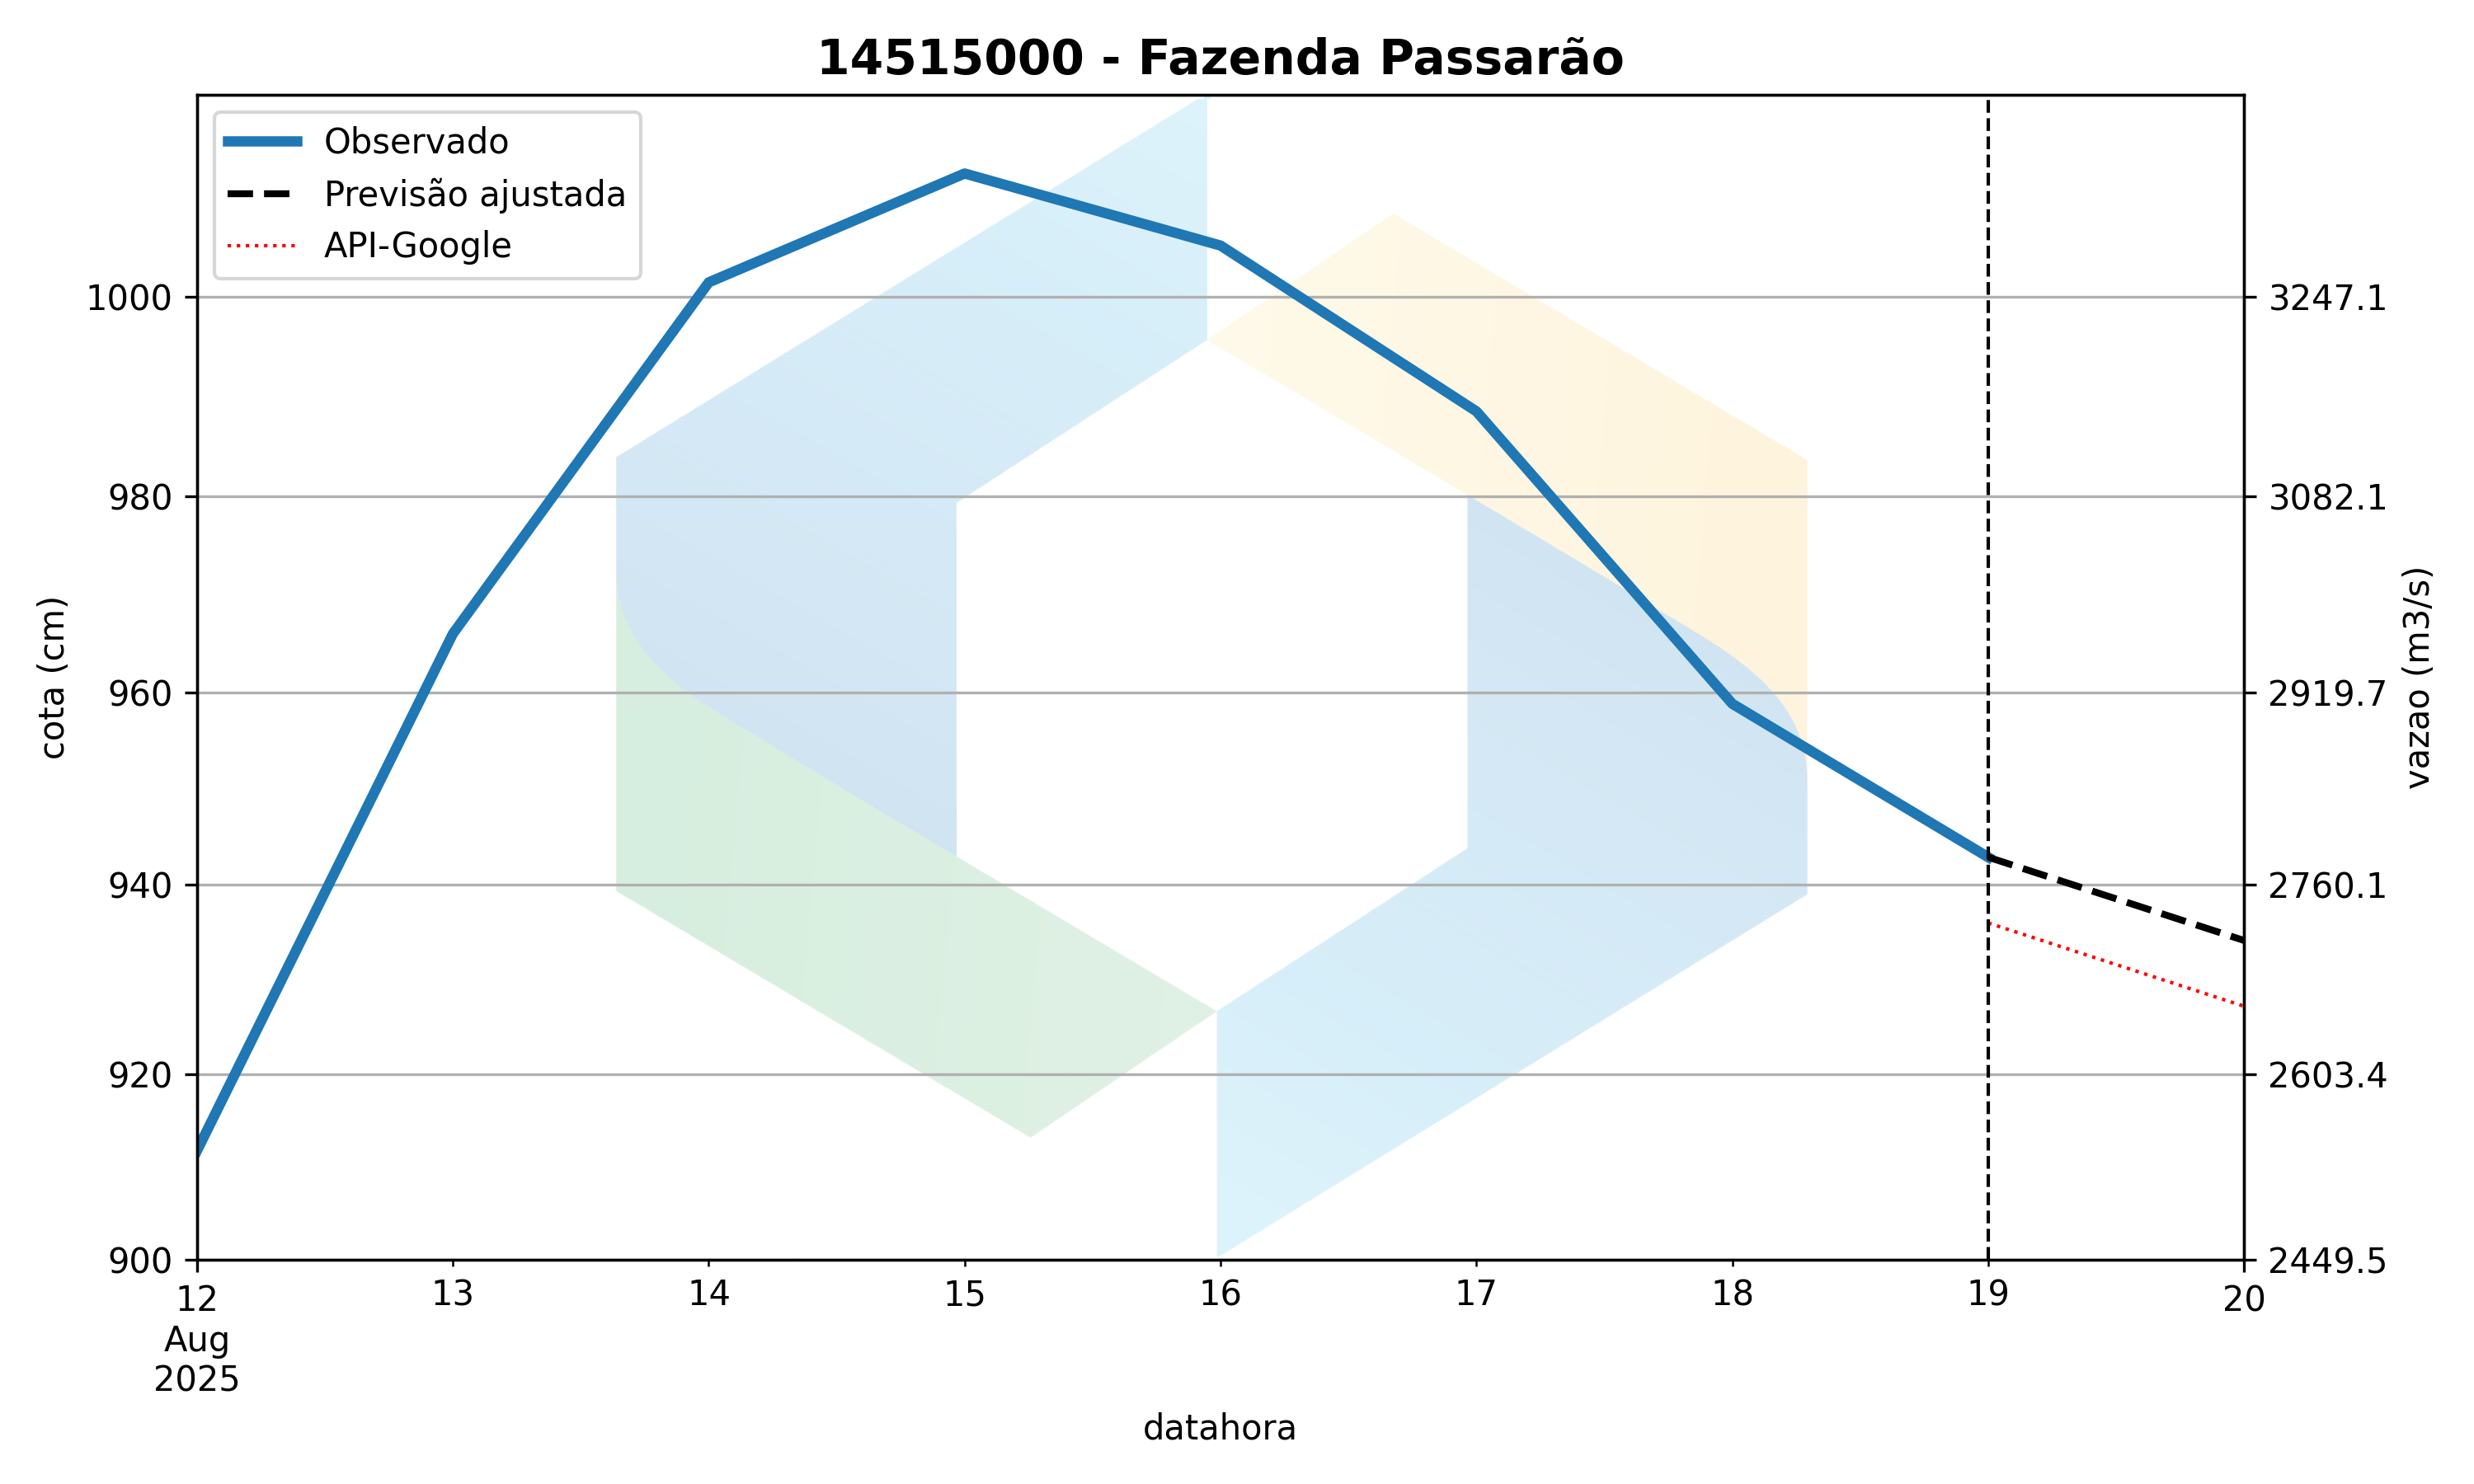 14515000 - Fazenda Passarão
Observado
Previsão ajustada
API-Google
1000
980
960
940
920
900
cota (cm)
3247.1
3082.1
2919.7
2760.1
2603.4
2449.5
vazao (m3/s)
12 13 14 15 16 17 18 19 20
Aug
2025
datahora